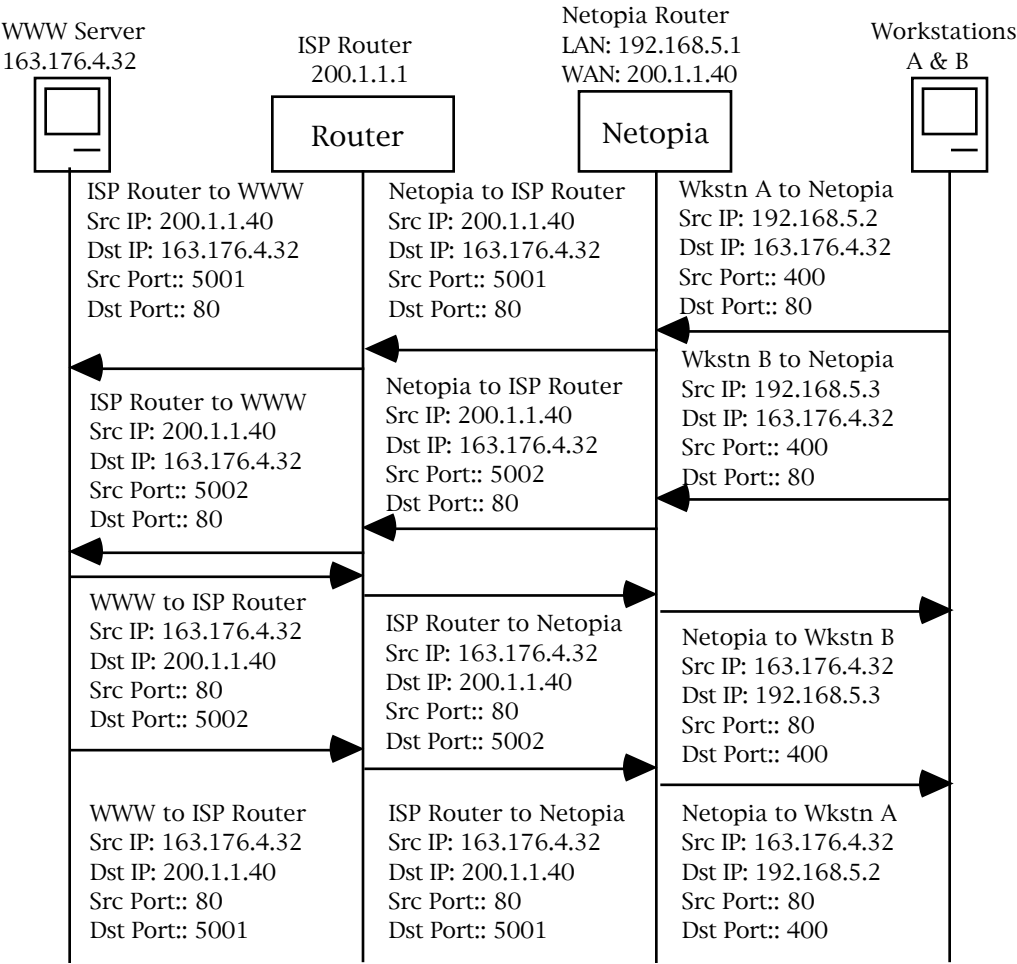 WWW Server
163.176.4.32
ISP Router
200.1.1.1
Netopia Router
LAN: 192.168.5.1
WAN: 200.1.1.40
Workstations
A & B
Router
Netopia
ISP Router to WWW
Src IP: 200.1.1.40
Dst IP: 163.176.4.32
Src Port:: 5001
Dst Port:: 80
Netopia to ISP Router
Src IP: 200.1.1.40
Dst IP: 163.176.4.32
Src Port:: 5001
Dst Port:: 80
Wkstn A to Netopia
Src IP: 192.168.5.2
Dst IP: 163.176.4.32
Src Port:: 400
Dst Port:: 80
ISP Router to WWW
Src IP: 200.1.1.40
Dst IP: 163.176.4.32
Src Port:: 5002
Dst Port:: 80
Netopia to ISP Router
Src IP: 200.1.1.40
Dst IP: 163.176.4.32
Src Port:: 5002
Dst Port:: 80
Wkstn B to Netopia
Src IP: 192.168.5.3
Dst IP: 163.176.4.32
Src Port:: 400
Dst Port:: 80
WWW to ISP Router
Src IP: 163.176.4.32
Dst IP: 200.1.1.40
Src Port:: 80
Dst Port:: 5002
ISP Router to Netopia
Src IP: 163.176.4.32
Dst IP: 200.1.1.40
Src Port:: 80
Dst Port:: 5002
Netopia to Wkstn B
Src IP: 163.176.4.32
Dst IP: 192.168.5.3
Src Port:: 80
Dst Port:: 400
WWW to ISP Router
Src IP: 163.176.4.32
Dst IP: 200.1.1.40
Src Port:: 80
Dst Port:: 5001
ISP Router to Netopia
Src IP: 163.176.4.32
Dst IP: 200.1.1.40
Src Port:: 80
Dst Port:: 5001
Netopia to Wkstn A
Src IP: 163.176.4.32
Dst IP: 192.168.5.2
Src Port:: 80
Dst Port:: 400